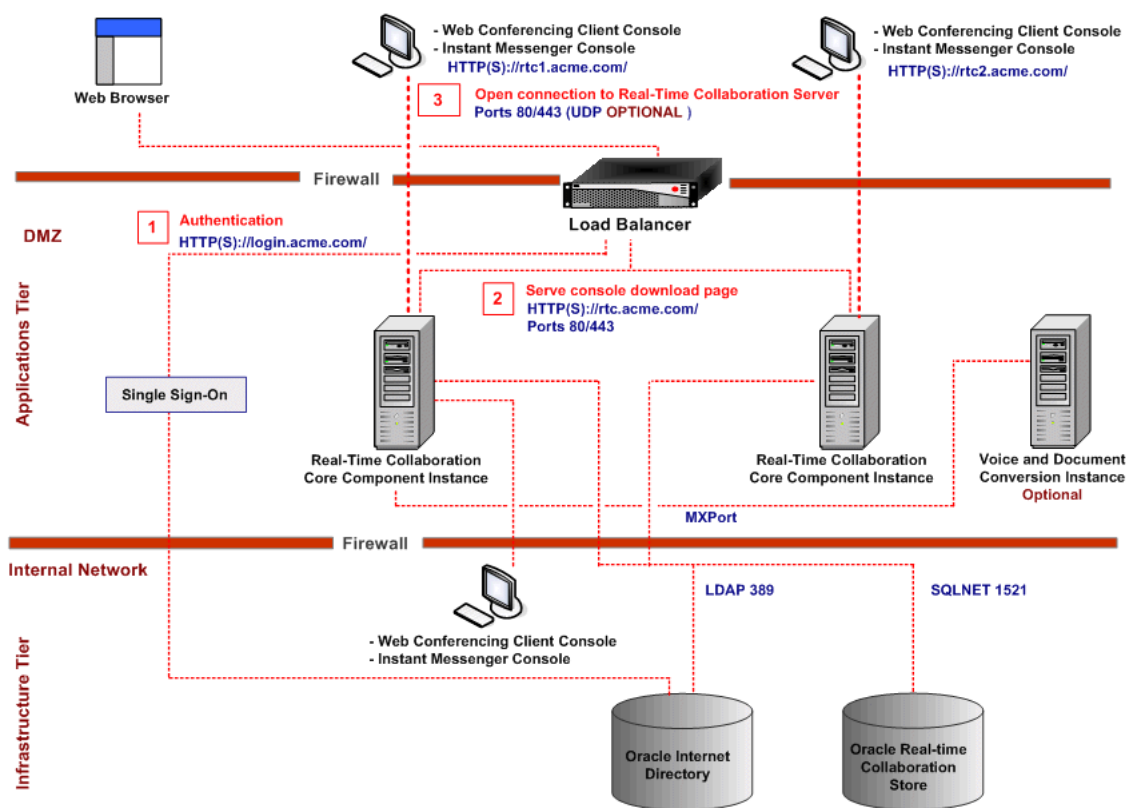 Web Browser
- Web Conferencing Client Console
- Instant Messenger Console
HTTP(S)://rtc1.acme.com/
- Web Conferencing Client Console
- Instant Messenger Console
HTTP(S)://rtc2.acme.com/
3
Open connection to Real-Time Collaboration Server
Ports 80/443 (UDP OPTIONAL )
Firewall
Load Balancer
DMZ
1
Authentication
HTTP(S)://login.acme.com/
2
Serve console download page
HTTP(S)://rtc.acme.com/
Ports 80/443
Applications Tier
Single Sign-On
Real-Time Collaboration
Core Component Instance
Real-Time Collaboration
Core Component Instance
Voice and Document
Conversion Instance
Optional
MXPort
Firewall
Internal Network
LDAP 389
SQLNET 1521
- Web Conferencing Client Console
- Instant Messenger Console
Infrastructure Tier
Oracle Internet
Directory
Oracle Real-time
Collaboration
Store